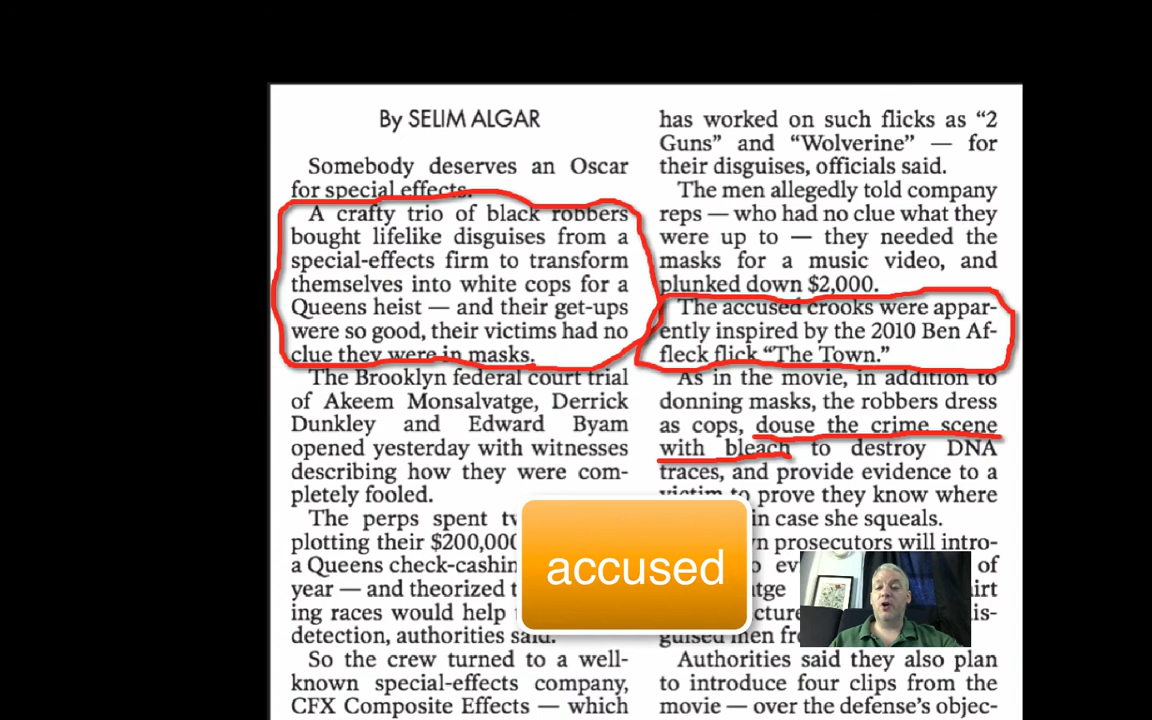 By SELIM ALGAR
Somebody deserves an Oscar
for special effects.
A crafty trio of black robbers
bought lifelike disguises from a
special-effects firm to transform
themselves into white cops for a
Queens heist — and their get-ups
were so good, their victims had no
clue they were in masks.
The Brooklyn federal court trial
of Akeem Monsalvatge, Derrick
Dunkley and Edward Byam
opened yesterday with witnesses
describing how they were com-
pletely fooled.
The perps spent
plotting their $200,000
a Queens check-cashin
year — and theorized
ing races would help
detection, authorities said.
So the crew turned to a well-
known special-effects company,
CFX Composite Effects — which
has worked on such flicks as “2
Guns” and “Wolverine” — for
their disguises, officials said.
The men allegedly told company
reps — who had no clue what they
were up to — they needed the
masks for a music video, and
plunked down $2,000.
The accused crooks were appar-
ently inspired by the 2010 Ben Af-
fleck flick “The Town.”
As in the movie, in addition to
donning masks, the robbers dress
as cops, douse the crime scene
with bleach to destroy DNA
traces, and provide evidence to a
victim to prove they know where
in case she squeals.
prosecutors will intro-
of
guised men
Authorities said they also plan
to introduce four clips from the
movie — over the defense’s objec-
accused